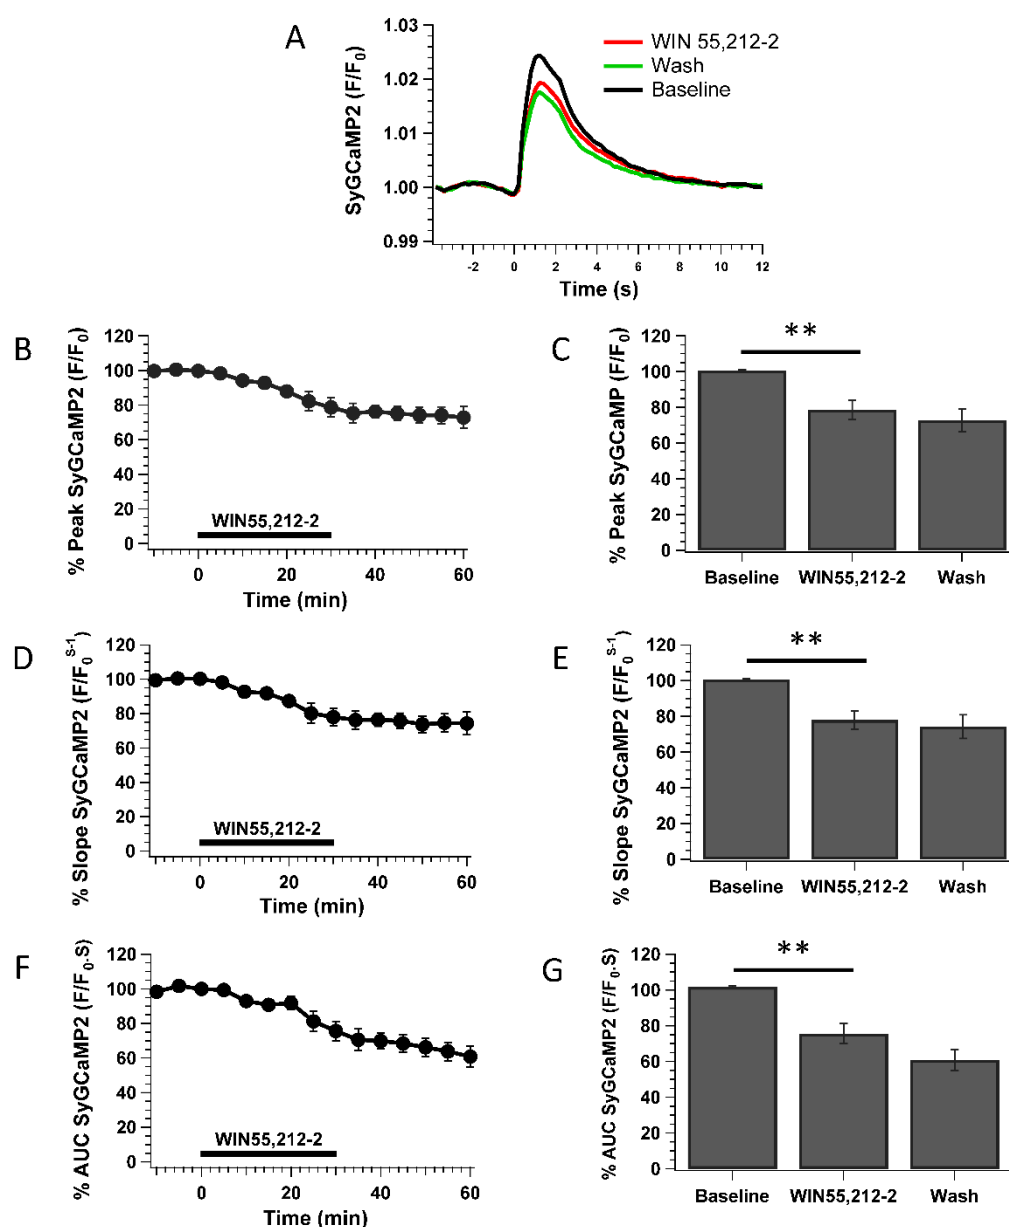 A
SyGCaMP2 (F/F0)
1.03
1.02
1.01
1.00
0.99
WIN 55,212-2
Wash
Baseline
-2 0 2 4 6 8 10 12
Time (s)
B
% Peak SyGCAMP2 (F/F0)
120
100
80
60
40
20
0
WIN55,212-2
0 20 40 60
Time (min)
C
% Peak SyGCaMP (F/F0)
120
100
80
60
40
20
0
**
Baseline WIN55,212-2 Wash
D
% Slope SyGCaMP2 (F/F0 S-1)
120
100
80
60
40
20
0
WIN55,212-2
0 20 40 60
Time (min)
E
% Slope SyGCaMP2 (F/F0 S-1)
120
100
80
60
40
20
0
**
Baseline WIN55,212-2 Wash
F
% AUC SyGCaMP2 (F/F0.S)
120
100
80
60
40
20
0
WIN55,212-2
0 20 40 60
Time (min)
G
% AUC SyGCaMP2 (F/F0.S)
120
100
80
60
40
20
0
**
Baseline WIN55,212-2 Wash